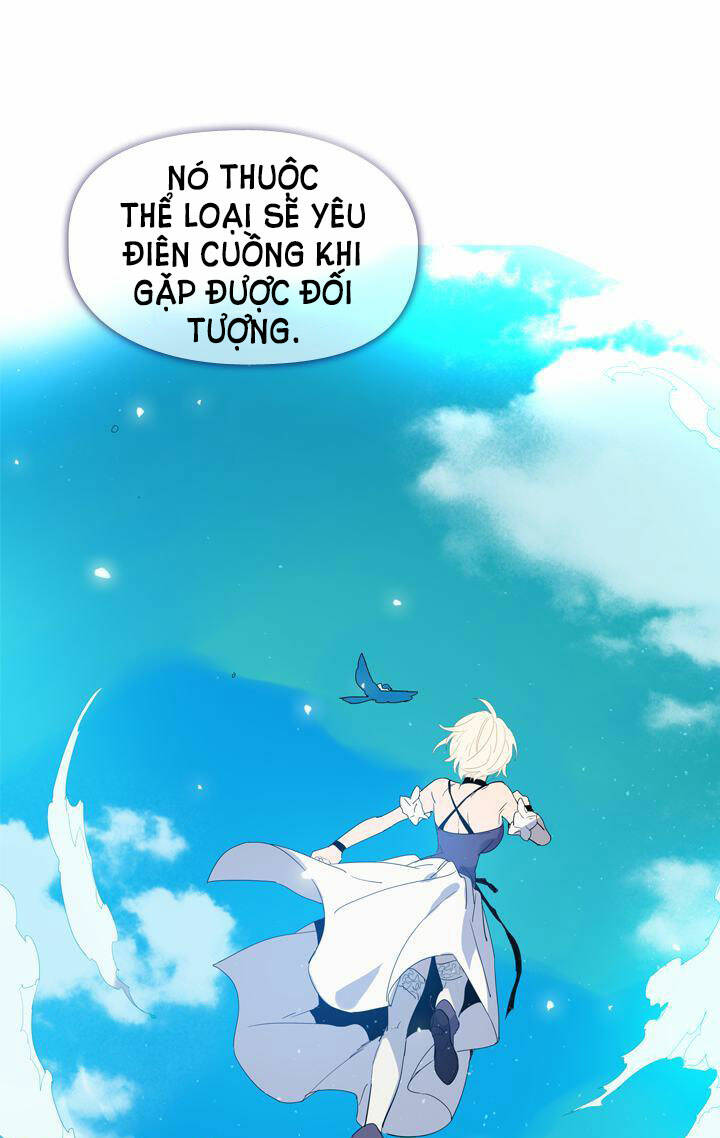 NÓ THUỘC
THỂ LOẠI SẼ YÊU
ĐIÊN CUỒNG KHI
GẶP ĐƯỢC ĐỐI
TƯỢNG.